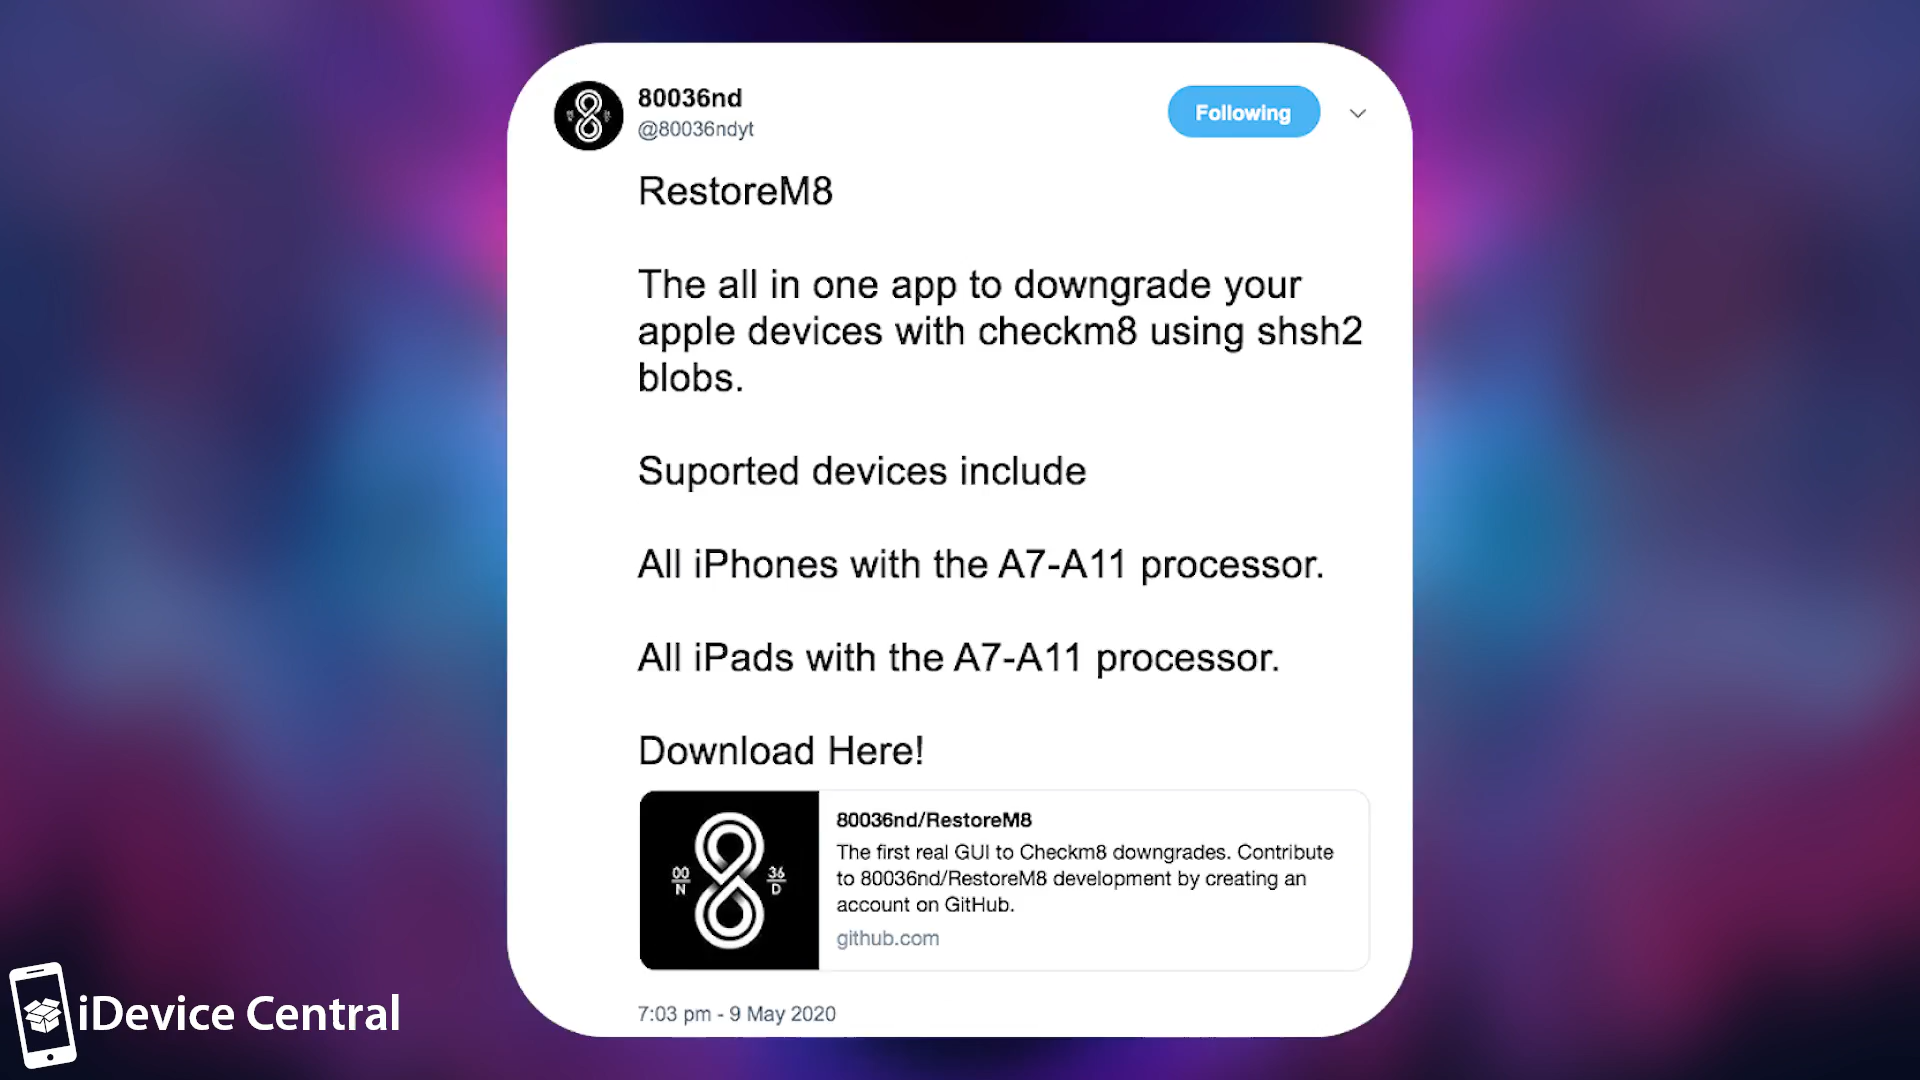 80036nd
@80036ndyt
Following
RestoreM8
The all in one app to downgrade your
apple devices with checkm8 using shsh2
blobs.
Suported devices include
All iPhones with the A7-A11 processor.
All iPads with the A7-A11 processor.
Download Here!
00
N
36
D
80036nd/RestoreM8
The first real GUI to Checkm8 downgrades. Contribute
to 80036nd/RestoreM8 development by creating an
account on GitHub.
github.com
7:03 pm - 9 May 2020
iDevice Central